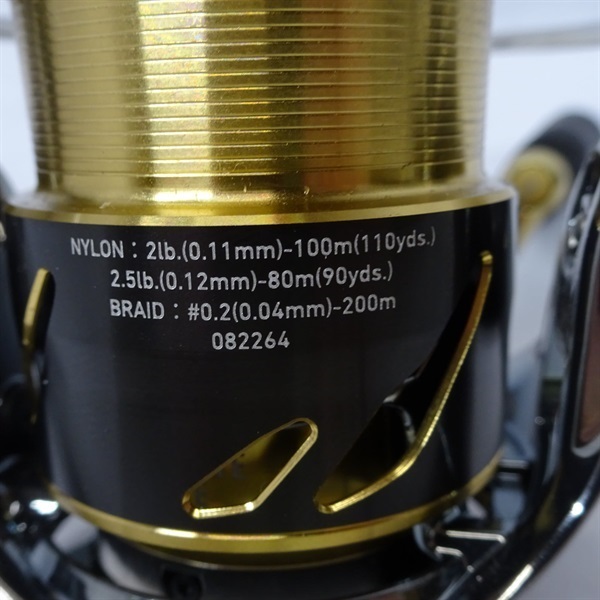 NYLON : 2lb.(0.11mm)-100m(110yds.)
2.5lb.(0.12mm)-80m(90yds.)
BRAID : #0.2(0.04mm)-200m
082264